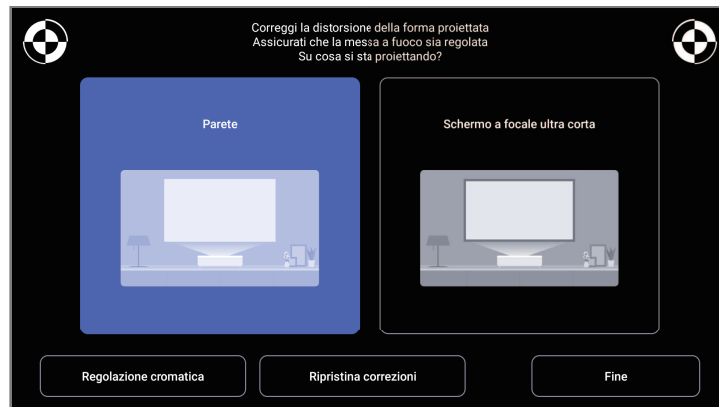 Correggi la distorsione della forma proiettata
Assicurati che la messa a fuoco sia regolata
Su cosa si sta proiettando?
Parete
Schermo a focale ultra corta
Regolazione cromatica
Ripristina correzioni
Fine